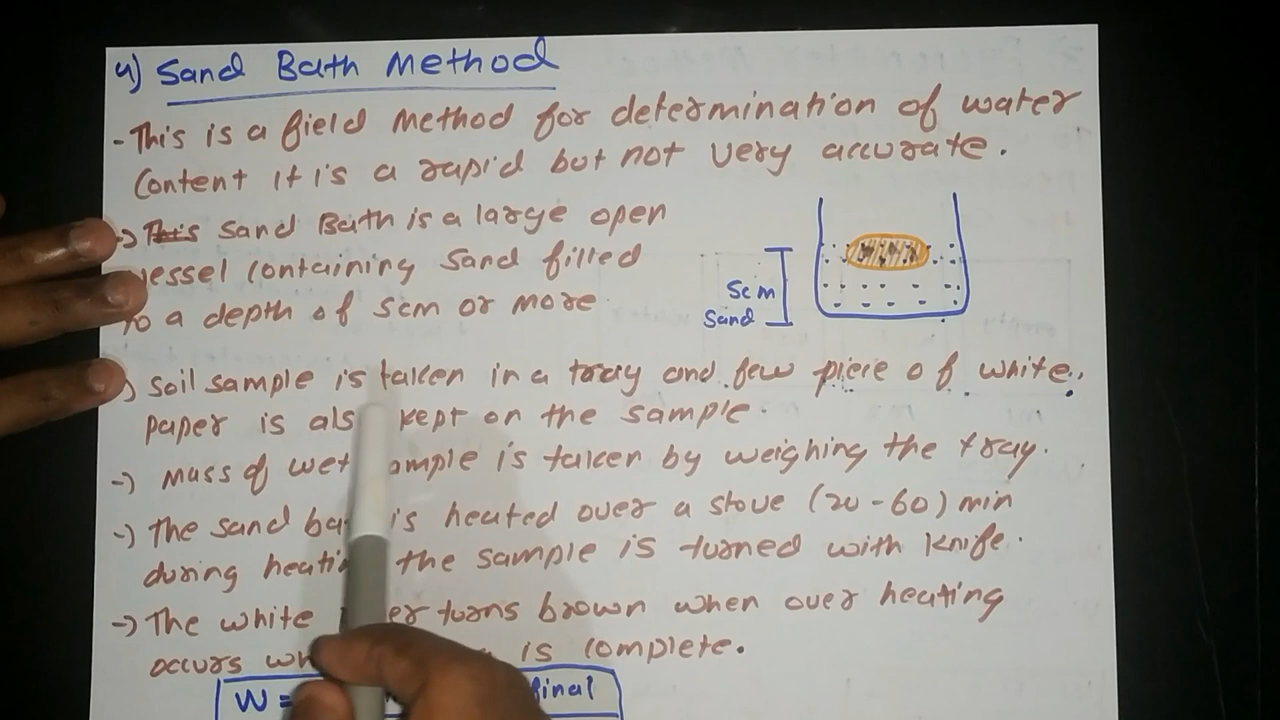 4) Sand Bath Method
- This is a field Method for determination of water
Content It is a rapid but not very accurate.
-) Sand Bath is a large open
vessel containing Sand filled
to a depth of 5cm or more
5cm
Sand
-) Soil sample is taken in a tray and few piece of white
paper is also kept on the sample.
-) Mass of wet sample is taken by weighing the tray.
-) The sand bath is heated over a stove (20-60) min
during heating the sample is turned with knife.
-) The white paper turns brown when over heating
occurs is complete.
W = final